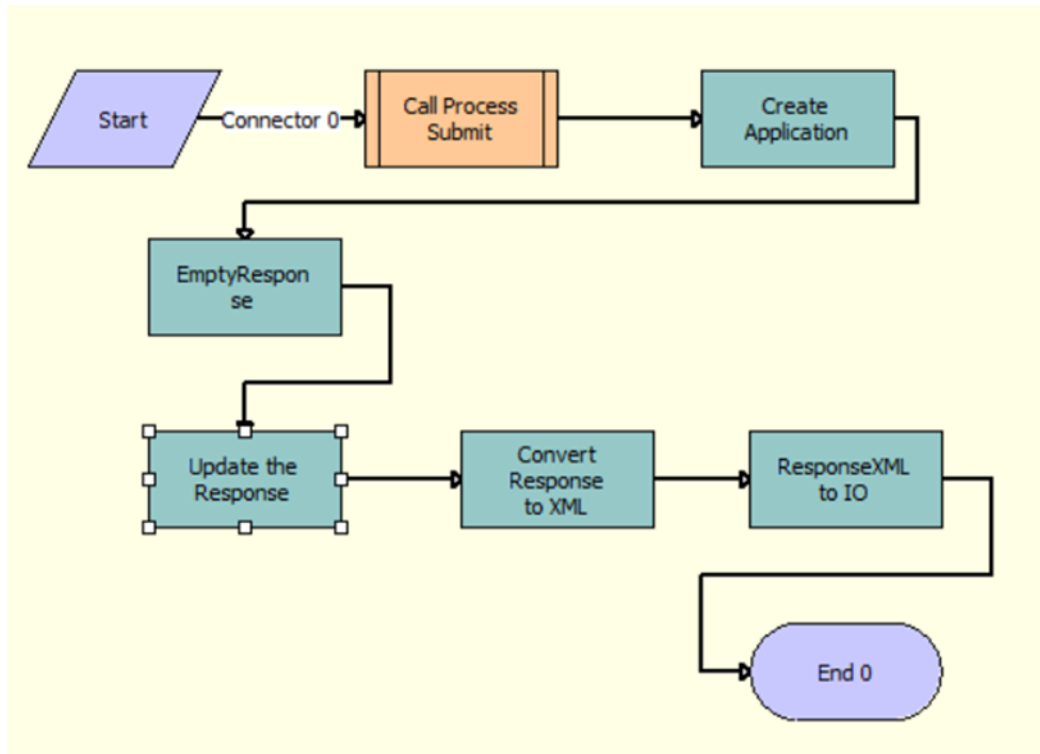 Start
Connector 0
Call Process
Submit
Create
Application
EmptyRespon
se
Update the
Response
Convert
Response
to XML
ResponseXML
to IO
End 0